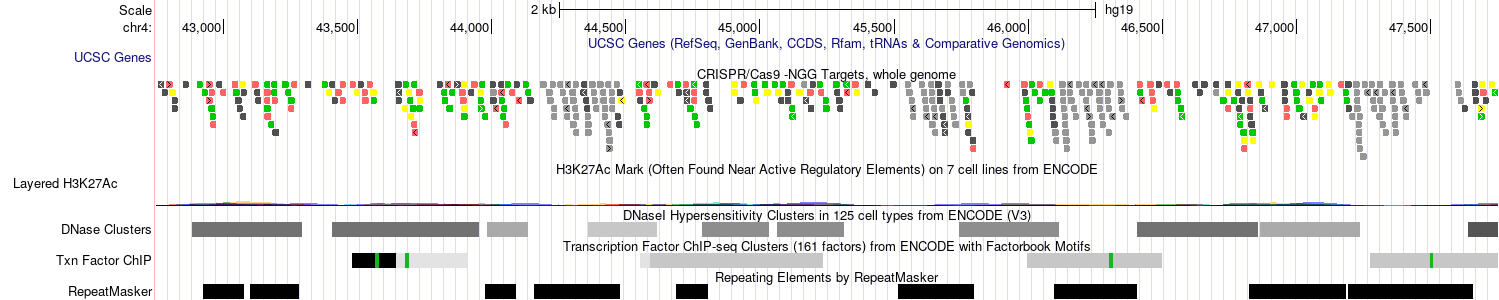 Scale 2 kb hg19
chr4: 43,000 43,500 44,000 44,500 45,000 45,500 46,000 46,500 47,000 47,500
UCSC Genes (RefSeq, GenBank, CCDS, Rfam, tRNAs & Comparative Genomics)
UCSC Genes
CRISPR/Cas9 -NGG Targets, whole genome
H3K27Ac Mark (Often Found Near Active Regulatory Elements) on 7 cell lines from ENCODE
Layered H3K27Ac
DNaseI Hypersensitivity Clusters in 125 cell types from ENCODE (V3)
DNase Clusters
Transcription Factor ChIP-seq Clusters (161 factors) from ENCODE with Factorbook Motifs
Txn Factor ChIP
Repeating Elements by RepeatMasker
RepeatMasker